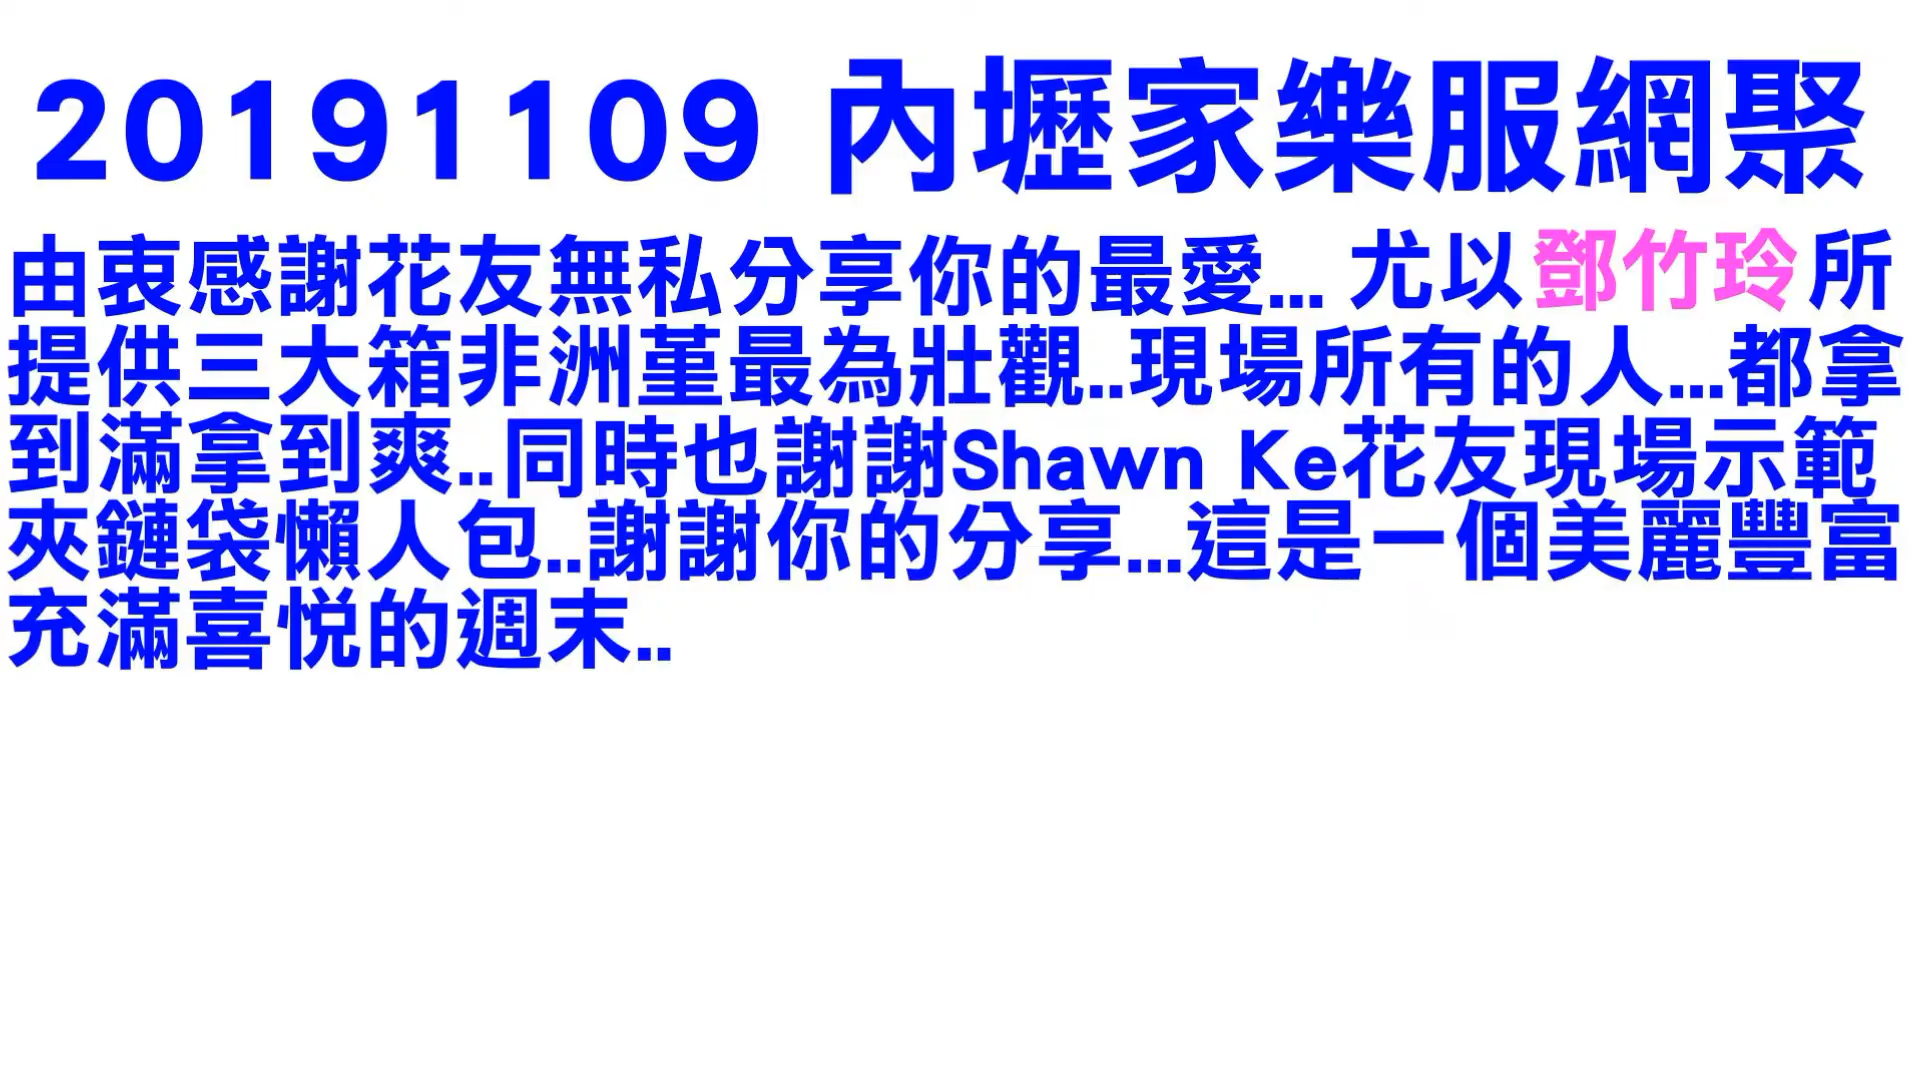 20191109 內壢家樂服網聚
由衷感謝花友無私分享你的最愛... 尤以鄧竹玲所
提供三大箱非洲堇最為壯觀..現場所有的人...都拿
到滿拿到爽..同時也謝謝Shawn Ke花友現場示範
夾鏈袋懶人包..謝謝你的分享...這是一個美麗豐富
充滿喜悅的週末..